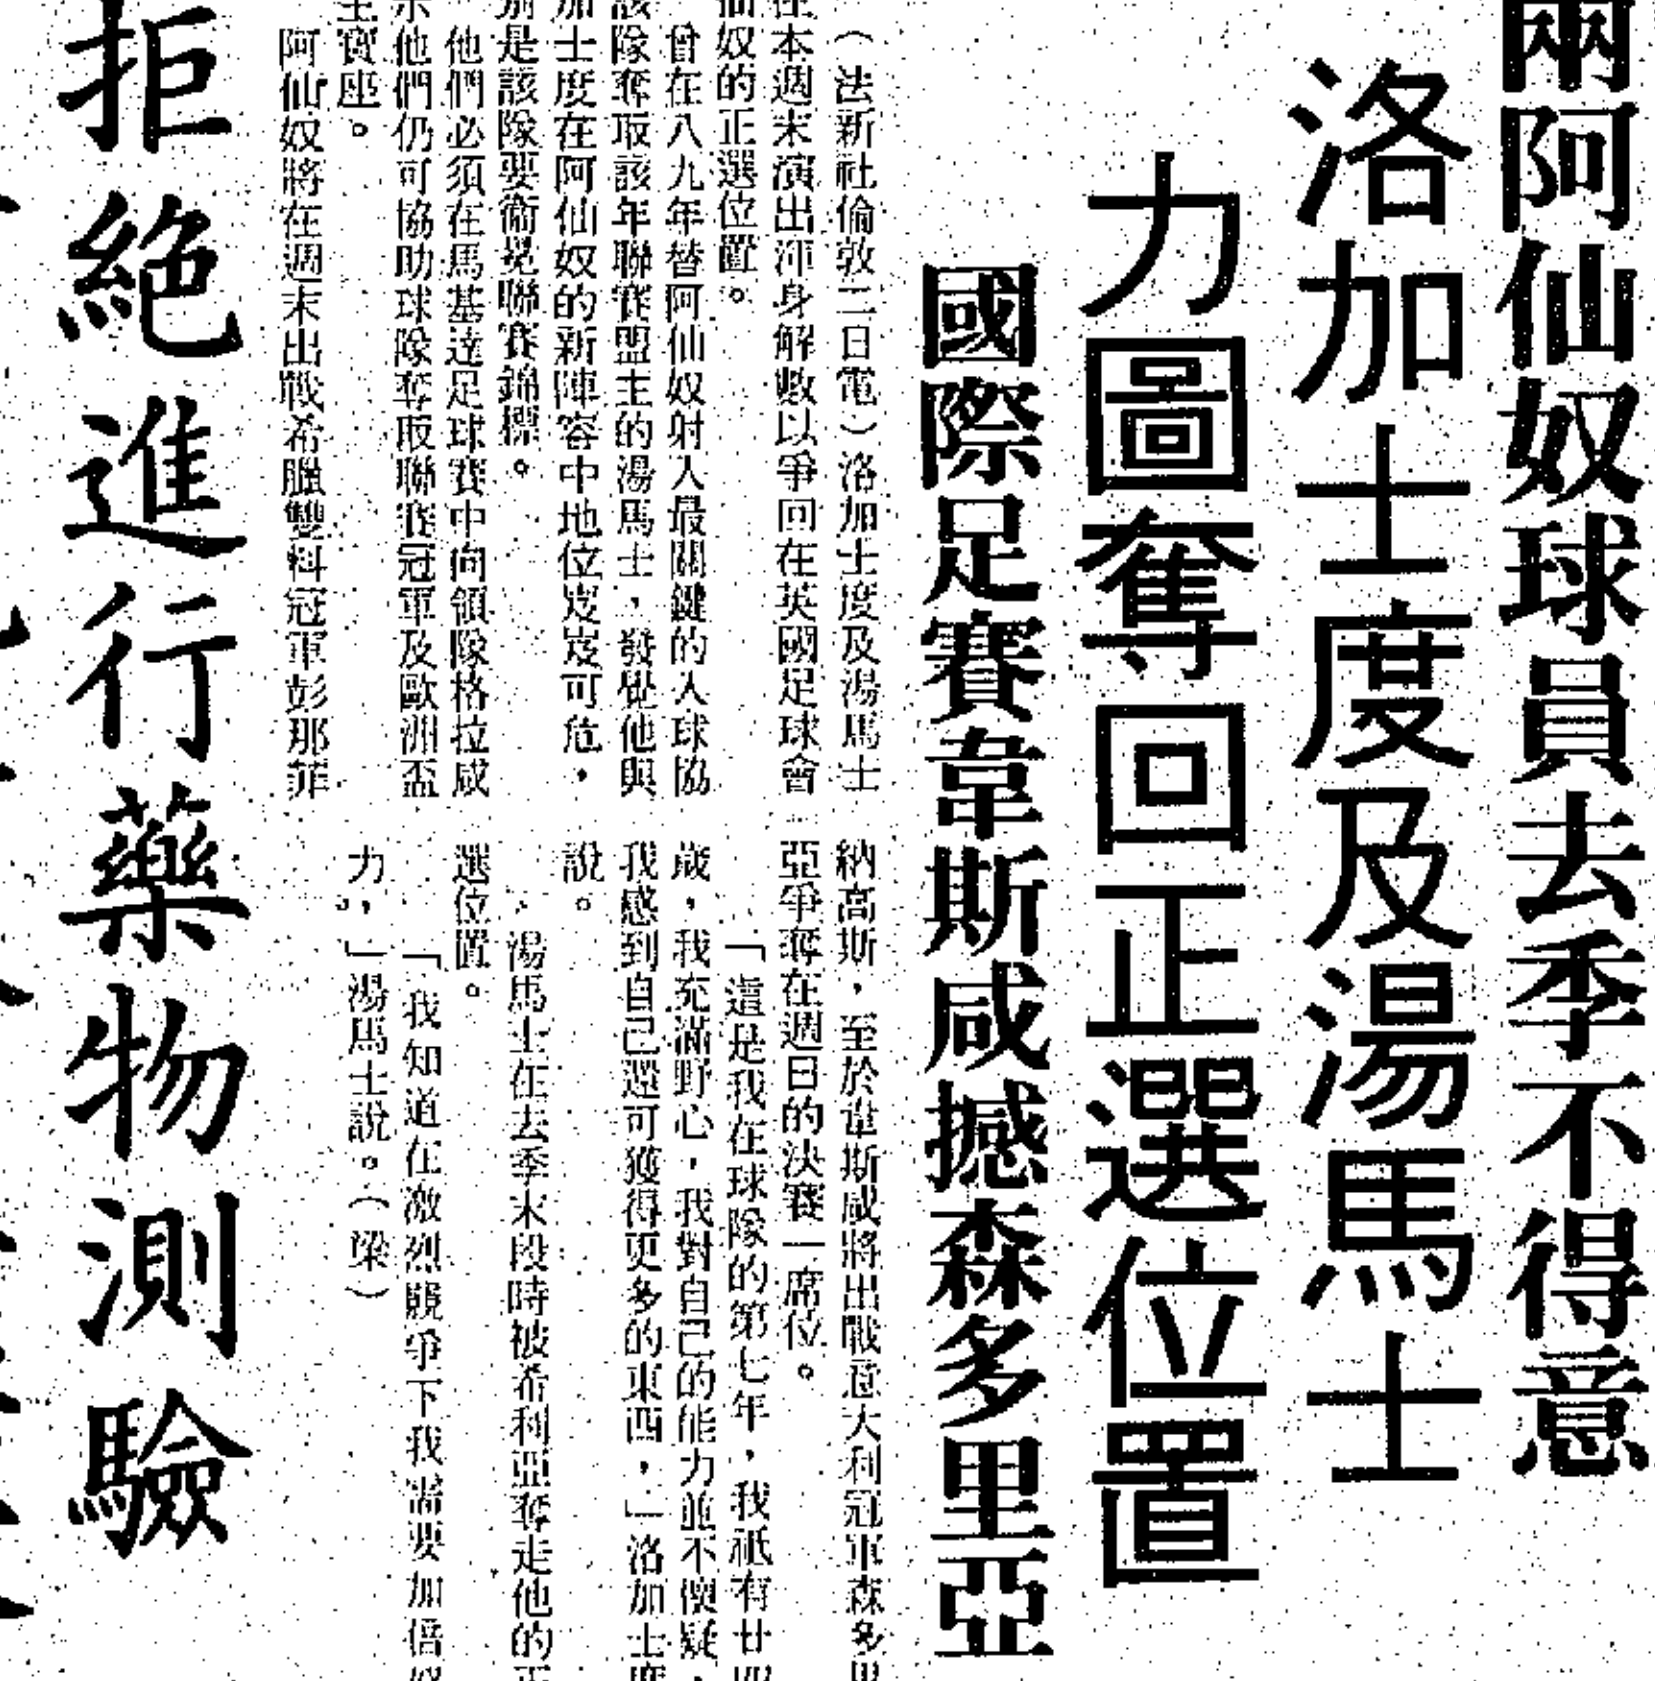 兩阿仙奴球員去季不得意
洛加士度及湯馬士
力圖奪回正選位置
國際足賽韋斯咸撼森多里亞
（法新社倫敦二日電）洛加士度及湯馬士
在本週末演出渾身解數以爭回在英國足球會
仙奴的正選位置。
曾在八九年替阿仙奴射入最關鍵的入球協
該隊奪取該年聯賽盟主的湯馬士，發覺他與
加士度在阿仙奴的新陣容中地位岌岌可危，
別是該隊要衞冕聯賽錦標。
他們必須在馬基達足球賽中向領隊格拉咸
示他們仍可協助球隊奪取聯賽冠軍及歐洲盃
主寶座。
阿仙奴將在週末出戰希臘雙料冠軍彭那菲
納高斯，至於韋斯咸將出戰意大利冠軍森多里
亞爭奪在週日的決賽一席位。
「這是我在球隊的第七年，我祇有廿四
歲，我充滿野心，我對自己的能力並不懷疑，
我感到自己還可獲得更多的東西，」洛加士度
說。
湯馬士在去季末段時被希利亞奪走他的正
選位置。
「我知道在激烈競爭下我需要加倍努
力，」湯馬士說。（梁）
拒絕進行藥物測驗